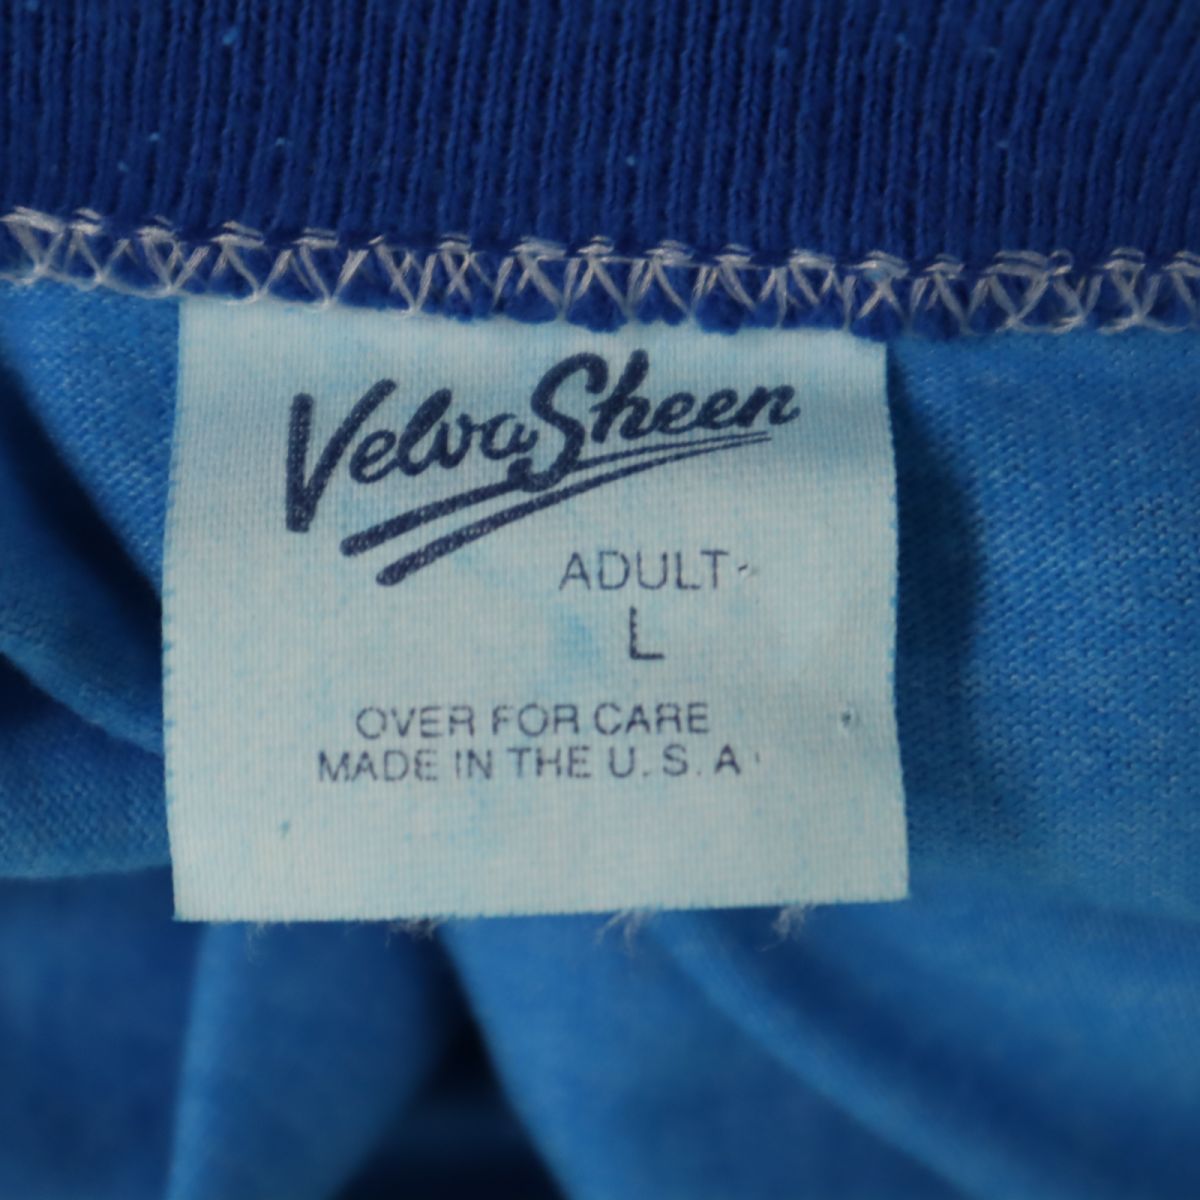 VelvaSheen
ADULT
L
OVER FOR CARE
MADE IN THE U.S.A